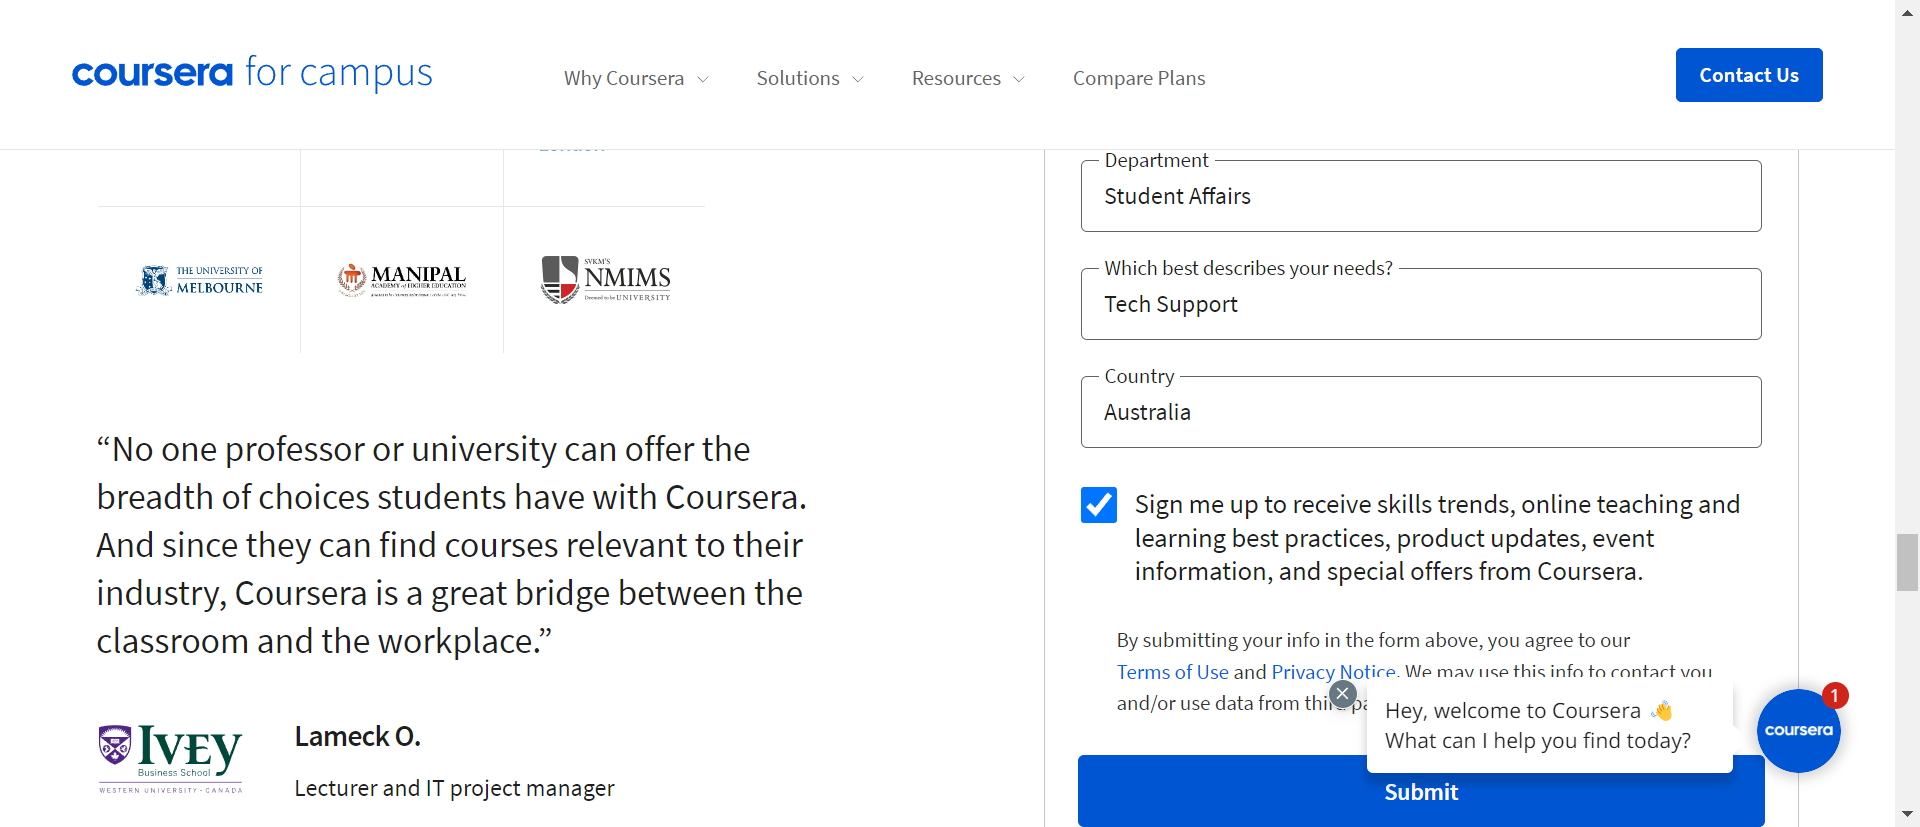 coursera for campus
Why Coursera
Solutions
Resources
Compare Plans
Contact Us
THE UNIVERSITY OF
MELBOURNE
MANIPAL
ACADEMY of HIGHER EDUCATION
SVKM'S
NMIMS
Deemed to be UNIVERSITY
“No one professor or university can offer the
breadth of choices students have with Coursera.
And since they can find courses relevant to their
industry, Coursera is a great bridge between the
classroom and the workplace.”
IVEY
Business School
WESTERN UNIVERSITY · CANADA
Lameck O.
Lecturer and IT project manager
Department
Student Affairs
Which best describes your needs?
Tech Support
Country
Australia
Sign me up to receive skills trends, online teaching and
learning best practices, product updates, event
information, and special offers from Coursera.
By submitting your info in the form above, you agree to our
Terms of Use and Privacy Notice. We may use this info to contact you
and/or use data from third
Hey, welcome to Coursera 👋
What can I help you find today?
coursera
1
Submit